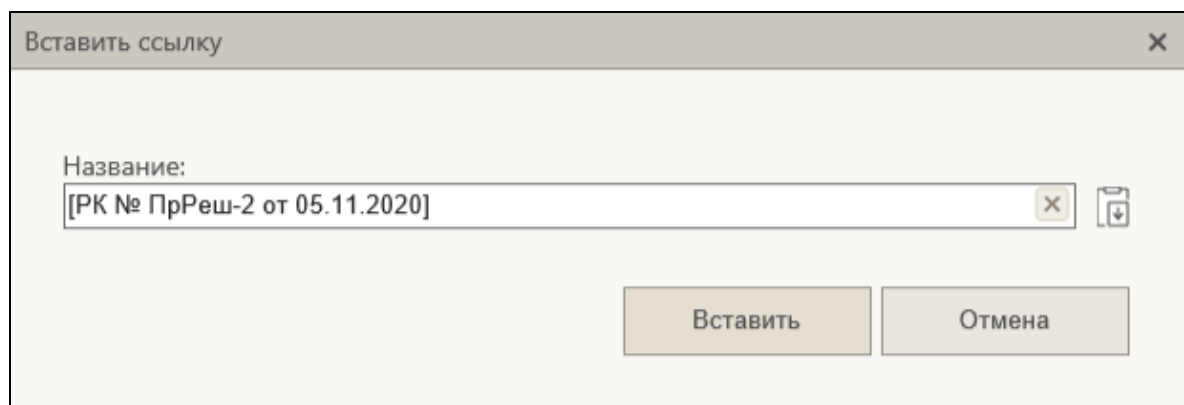 Вставить ссылку
Название:
[РК № ПрРеш-2 от 05.11.2020]
Вставить Отмена